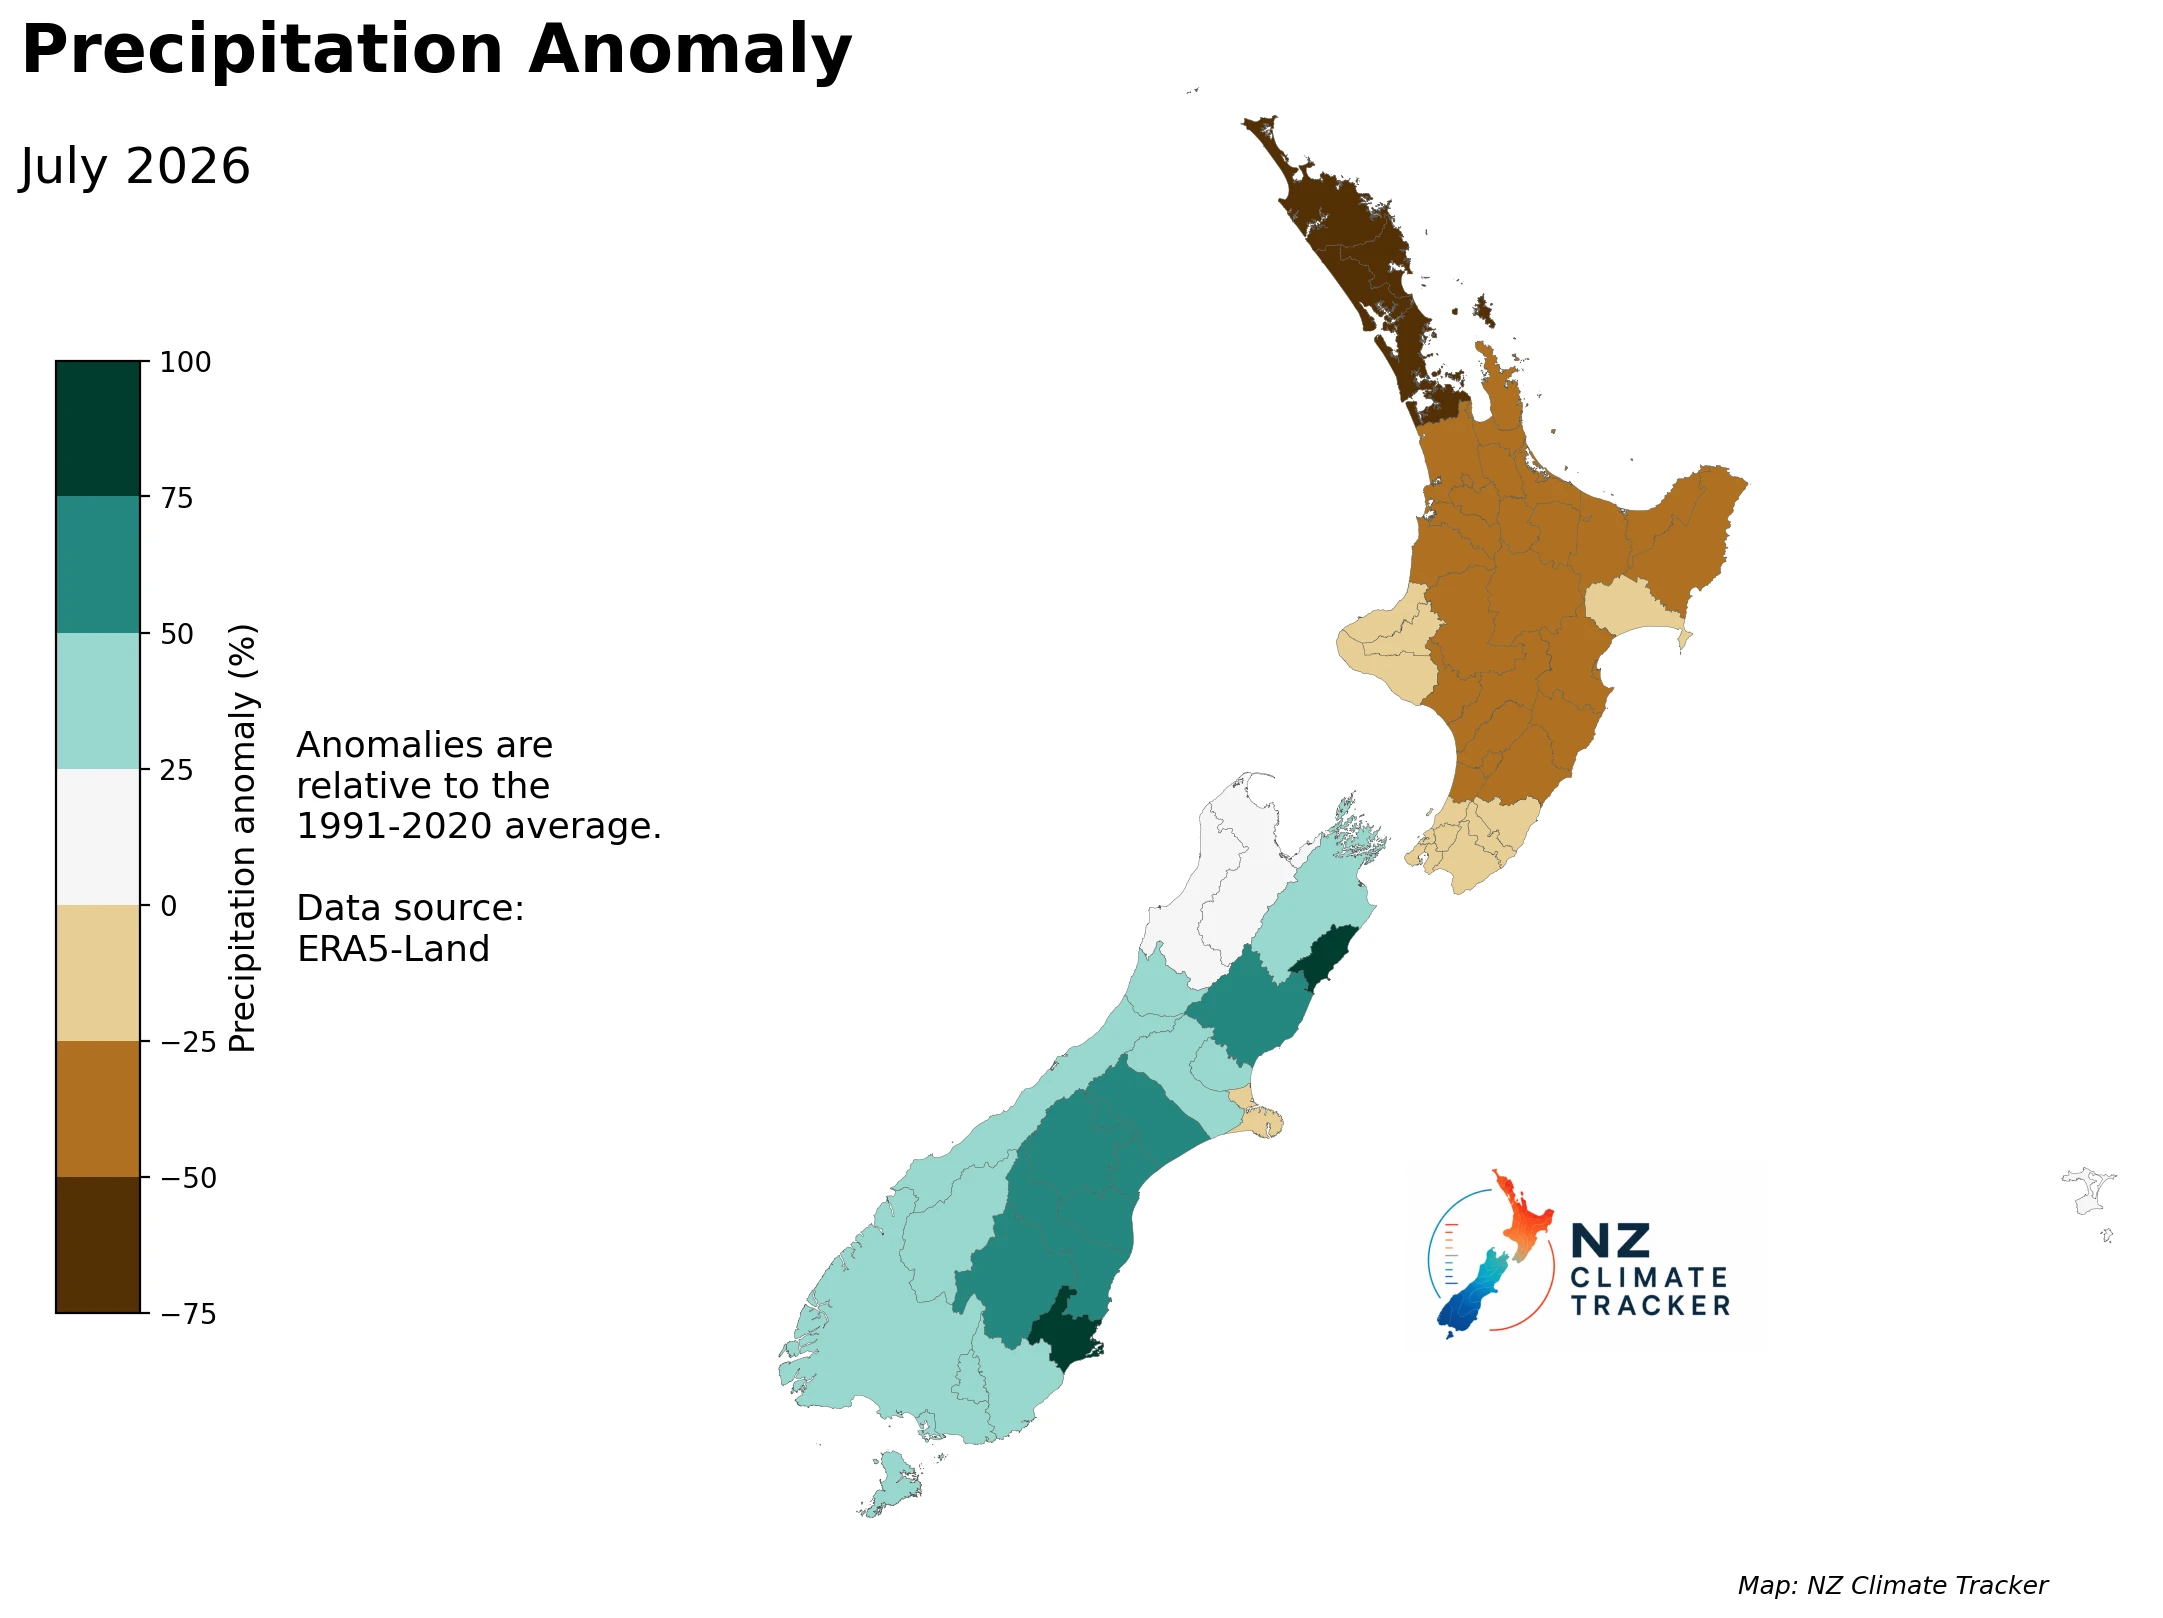 Precipitation Anomaly
July 2026
100
75
50
25
0
−25
−50
−75
Precipitation anomaly (%)
Anomalies are
relative to the
1991-2020 average.
Data source:
ERA5-Land
NZ
CLIMATE
TRACKER
Map: NZ Climate Tracker